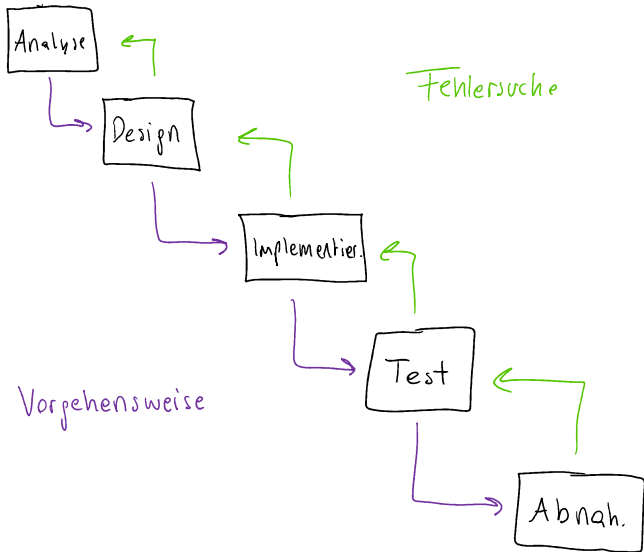 Analyse
Fehlersuche
Design
Implementier.
Test
Vorgehensweise
Abnah.